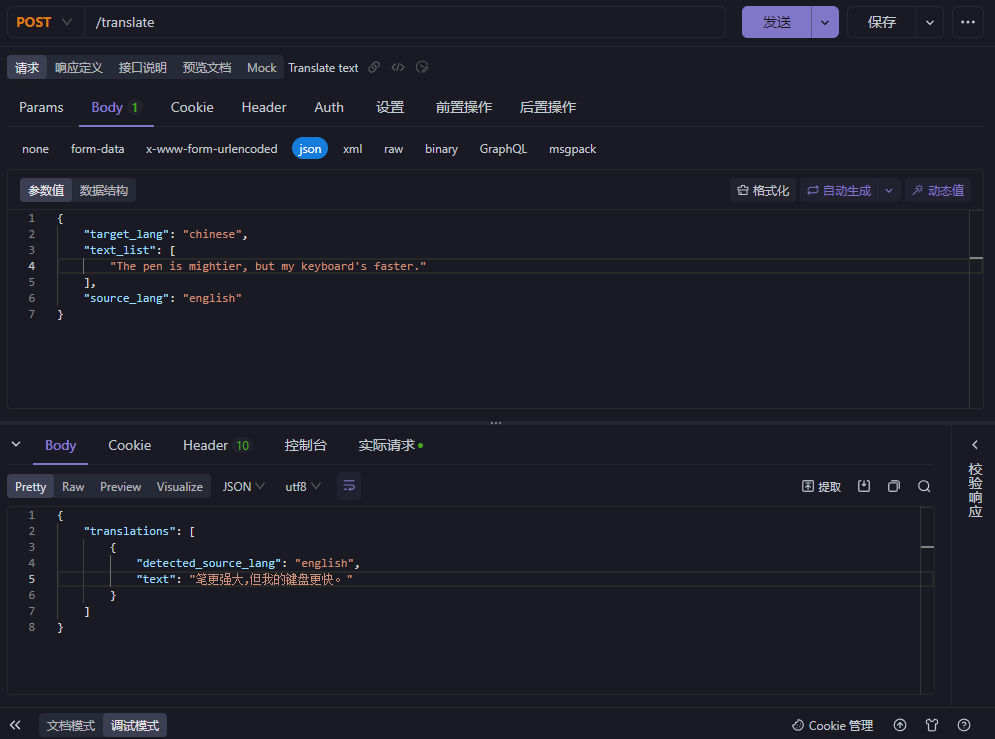 POST /translate 发送 保存
请求 响应定义 接口说明 预览文档 Mock Translate text
Params Body 1 Cookie Header Auth 设置 前置操作 后置操作
none form-data x-www-form-urlencoded json xml raw binary GraphQL msgpack
参数值 数据结构 格式化 自动生成 动态值
1 {
2 "target_lang": "chinese",
3 "text_list": [
4 "The pen is mightier, but my keyboard's faster."
5 ],
6 "source_lang": "english"
7 }
Body Cookie Header 10 控制台 实际请求
校验响应
Pretty Raw Preview Visualize JSON utf8 提取
1 {
2 "translations": [
3 {
4 "detected_source_lang": "english",
5 "text": "笔更强大,但我的键盘更快。"
6 }
7 ]
8 }
文档模式 调试模式 Cookie 管理